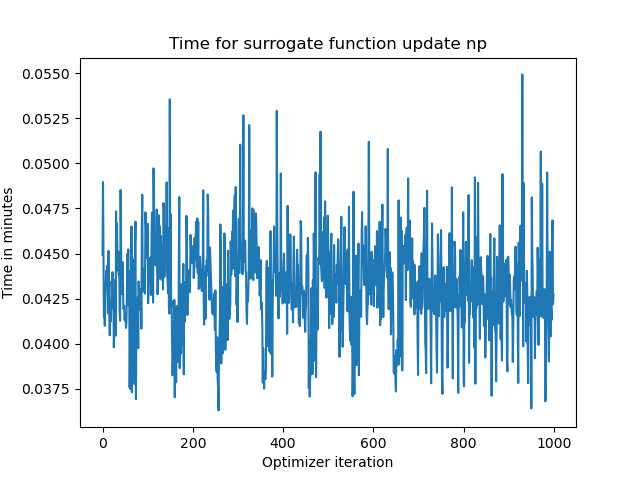 Time for surrogate function update np
0.0550
0.0525
0.0500
0.0475
0.0450
0.0425
0.0400
0.0375
Time in minutes
0 200 400 600 800 1000
Optimizer iteration